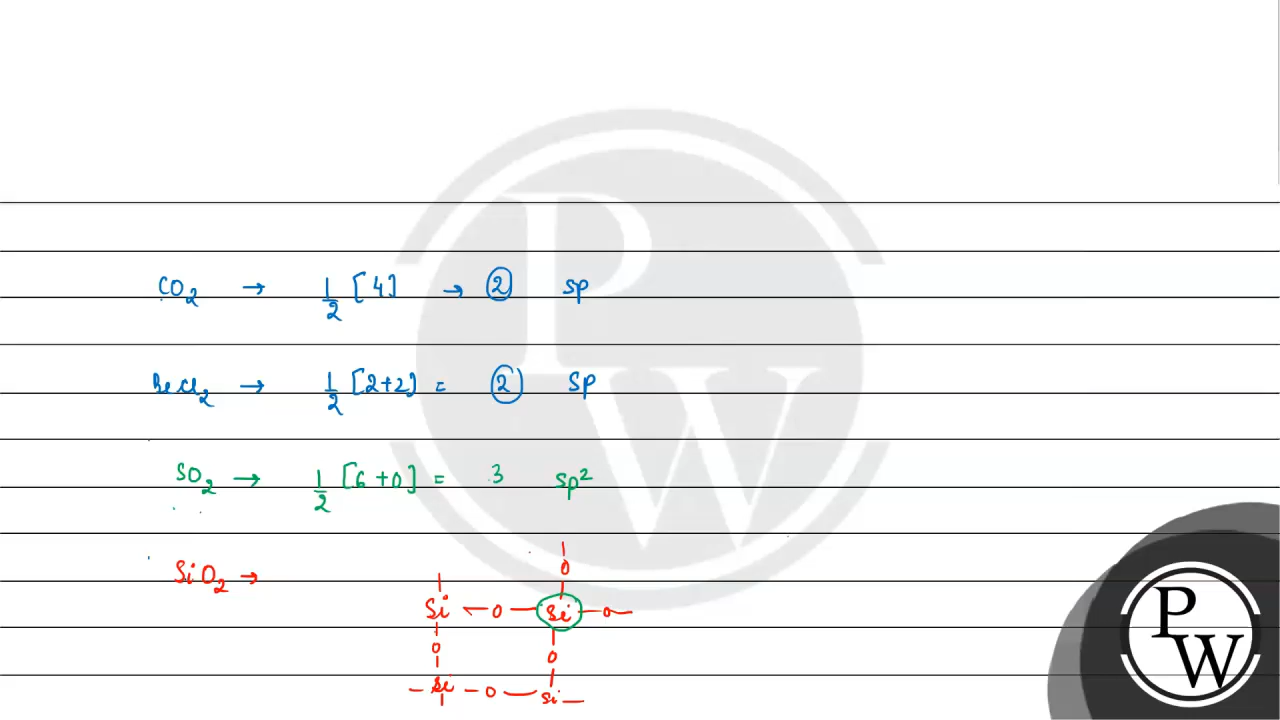 CO₂ → 1/2 [4] → 2 sp
BeCl₂ → 1/2 [2+2] = 2 sp
SO₂ → 1/2 [6+0] = 3 sp²
SiO₂ →
O
Si — O — Si — O —
O O
— Si — O — Si —
P
W
P
W